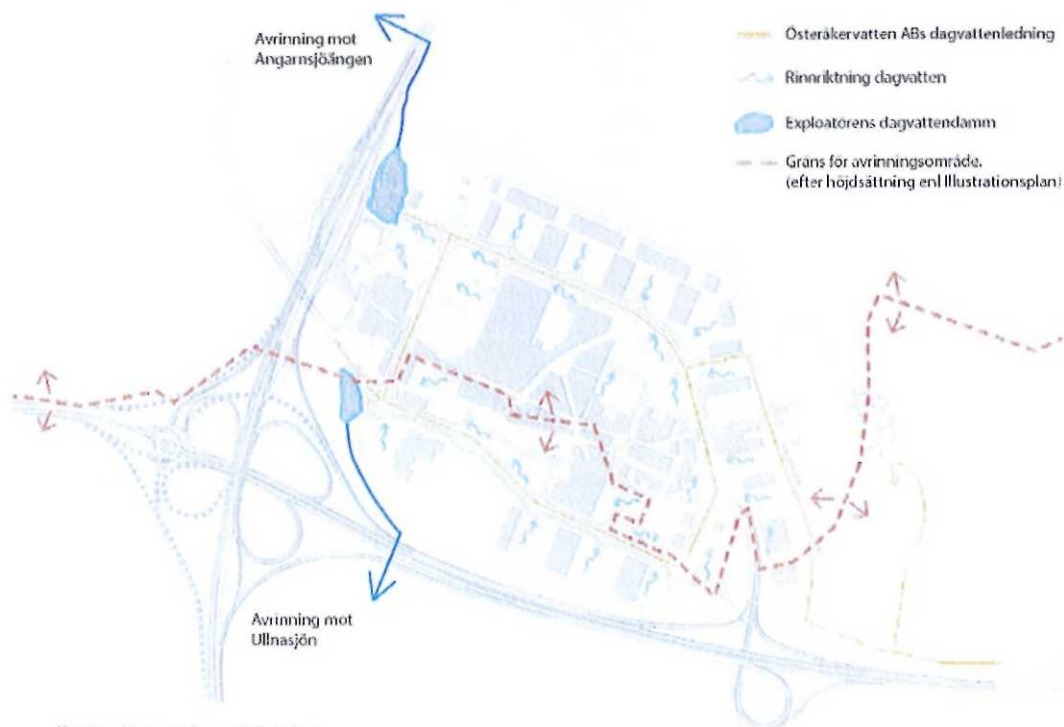 Avrinning mot
Angarnsjöängen
Österåkervatten ABs dagvattenledning
Rinnriktning dagvatten
Exploatörens dagvattendamm
Gräns för avrinningsområde.
(efter höjdsättning enl Illustrationsplan)
Avrinning mot
Ullnasjön